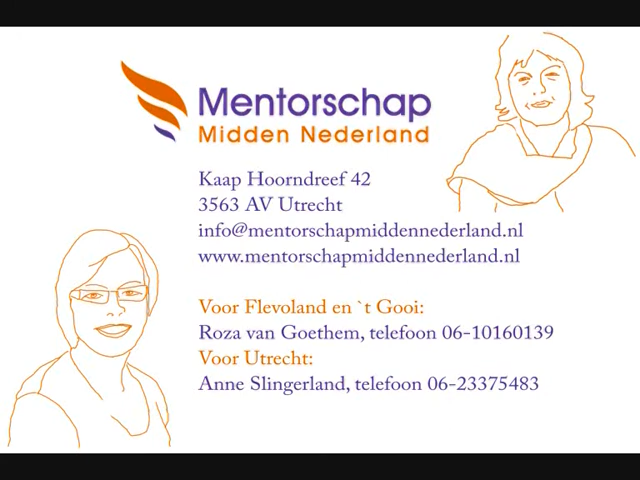 Mentorschap
Midden Nederland
Kaap Hoorndreef 42
3563 AV Utrecht
info@mentorschapmiddennederland.nl
www.mentorschapmiddennederland.nl
Voor Flevoland en `t Gooi:
Roza van Goethem, telefoon 06-10160139
Voor Utrecht:
Anne Slingerland, telefoon 06-23375483